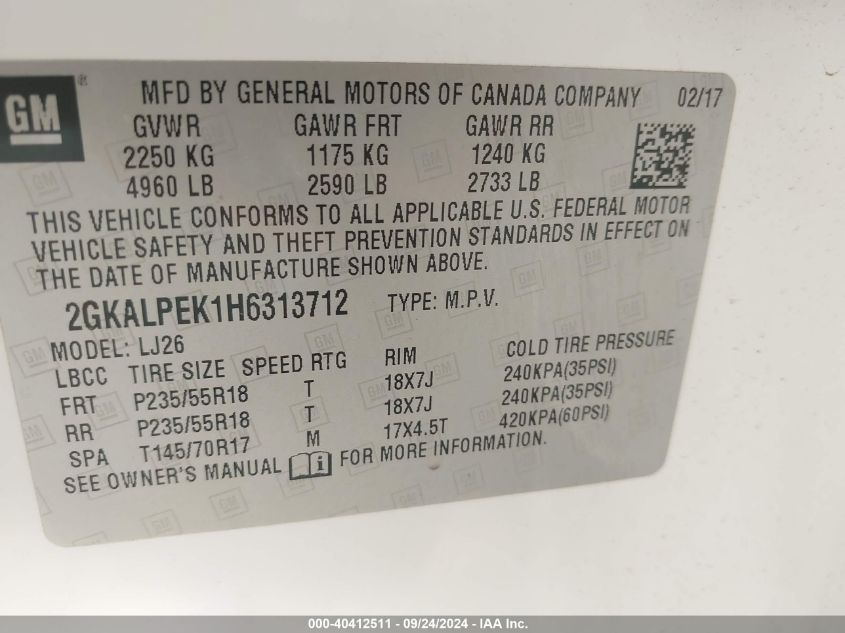 GM ®
MFD BY GENERAL MOTORS OF CANADA COMPANY 02/17
GVWR GAWR FRT GAWR RR
2250 KG 1175 KG 1240 KG
4960 LB 2590 LB 2733 LB
THIS VEHICLE CONFORMS TO ALL APPLICABLE U.S. FEDERAL MOTOR
VEHICLE SAFETY AND THEFT PREVENTION STANDARDS IN EFFECT ON
THE DATE OF MANUFACTURE SHOWN ABOVE.
2GKALPEK1H6313712 TYPE: M.P.V.
MODEL: LJ26
LBCC TIRE SIZE SPEED RTG RIM COLD TIRE PRESSURE
FRT P235/55R18 T 18X7J 240KPA(35PSI)
RR P235/55R18 T 18X7J 240KPA(35PSI)
SPA T145/70R17 M 17X4.5T 420KPA(60PSI)
SEE OWNER'S MANUAL FOR MORE INFORMATION.
000-40412511 - 09/24/2024 - IAA Inc.